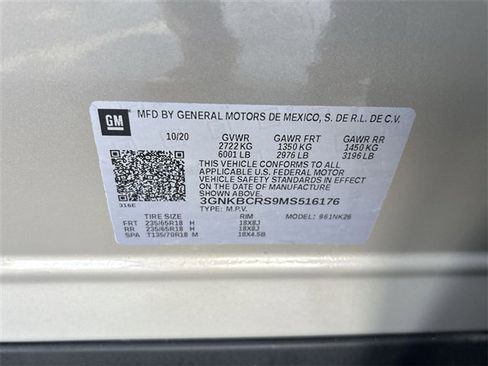 GM
MFD BY GENERAL MOTORS DE MEXICO, S. DE R.L. DE C.V.
10/20 GVWR GAWR FRT GAWR RR
2722 KG 1350 KG 1450 KG
6001 LB 2976 LB 3196 LB
THIS VEHICLE CONFORMS TO ALL
APPLICABLE U.S. FEDERAL MOTOR
VEHICLE SAFETY STANDARDS IN
EFFECT ON THE DATE OF MANUFACTURE
SHOWN ABOVE.
3GNKBCRS9MS516176
TYPE: M.P.V.
316E
TIRE SIZE RIM MODEL: 961NK26
FRT 235/65R18 H 18X8J
RR 235/65R18 H 18X8J
SPA T135/70R18 M 18X4.5B